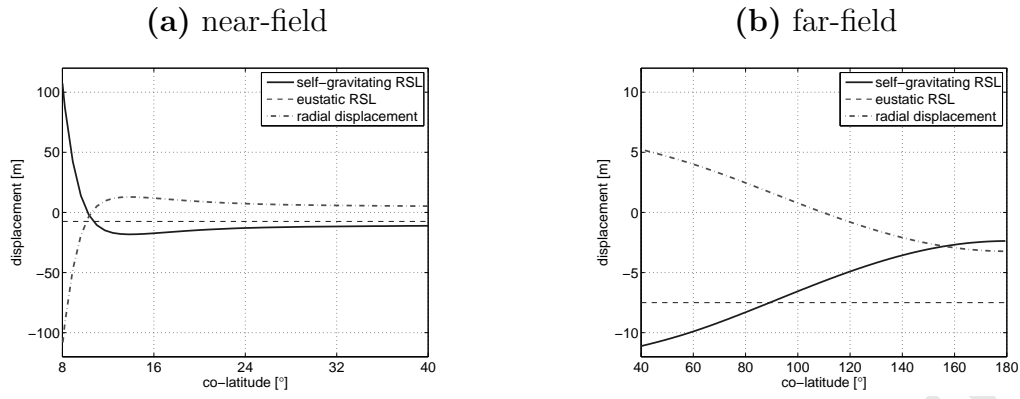 (a) near-field
100
50
0
−50
−100
displacement [m]
8
16
24
32
40
co−latitude [°]
self−gravitating RSL
eustatic RSL
radial displacement
(b) far-field
10
5
0
−5
−10
displacement [m]
40
60
80
100
120
140
160
180
co−latitude [°]
self−gravitating RSL
eustatic RSL
radial displacement